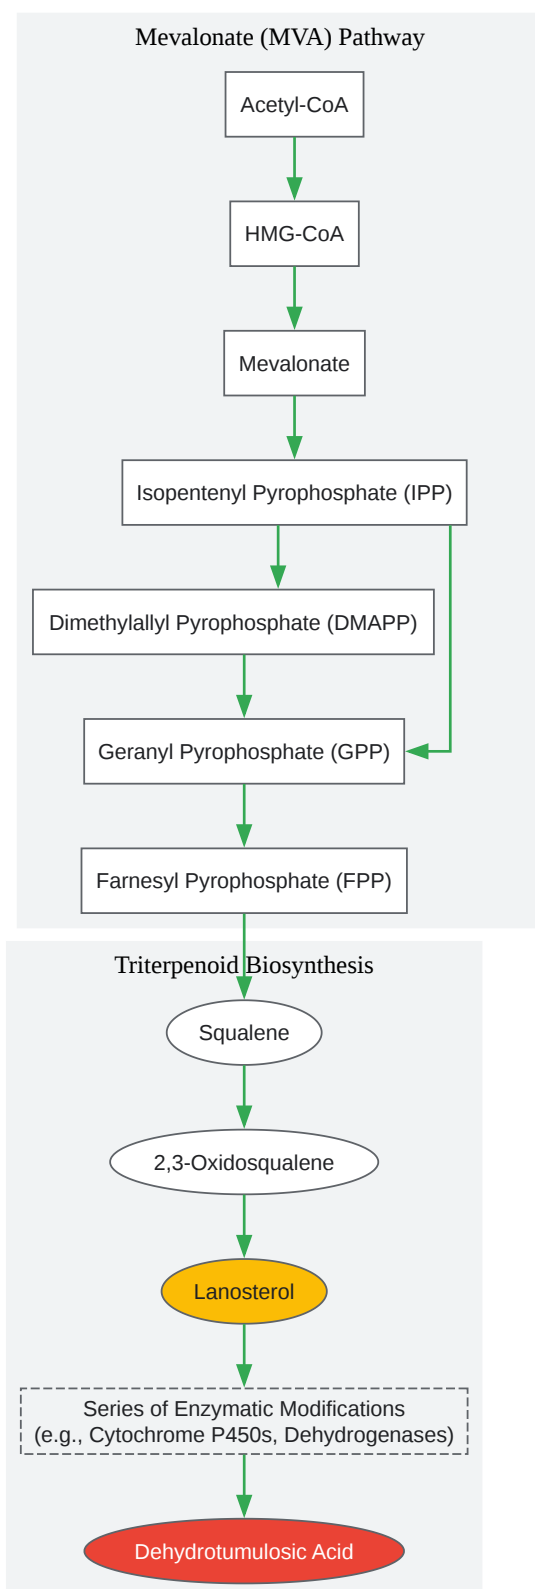 Mevalonate (MVA) Pathway
Acetyl-CoA
HMG-CoA
Mevalonate
Isopentenyl Pyrophosphate (IPP)
Dimethylallyl Pyrophosphate (DMAPP)
Geranyl Pyrophosphate (GPP)
Farnesyl Pyrophosphate (FPP)
Triterpenoid Biosynthesis
Squalene
2,3-Oxidosqualene
Lanosterol
Series of Enzymatic Modifications
(e.g., Cytochrome P450s, Dehydrogenases)
Dehydrotumulosic Acid